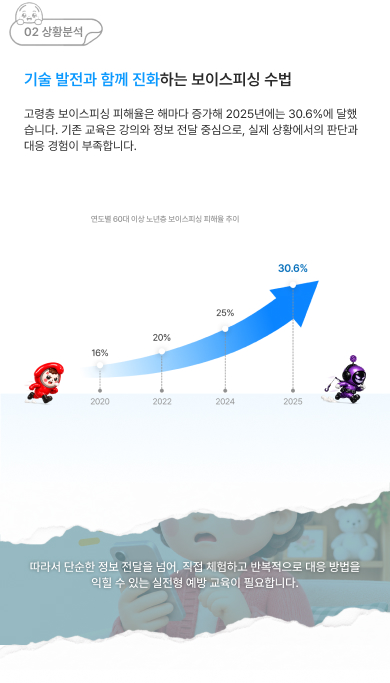 02 상황분석
기술 발전과 함께 진화하는 보이스피싱 수법
고령층 보이스피싱 피해율은 해마다 증가해 2025년에는 30.6%에 달했
습니다. 기존 교육은 강의와 정보 전달 중심으로, 실제 상황에서의 판단과
대응 경험이 부족합니다.
연도별 60대 이상 노년층 보이스피싱 피해율 추이
30.6%
25%
20%
16%
2020 2022 2024 2025
따라서 단순한 정보 전달을 넘어, 직접 체험하고 반복적으로 대응 방법을
익힐 수 있는 실전형 예방 교육이 필요합니다.